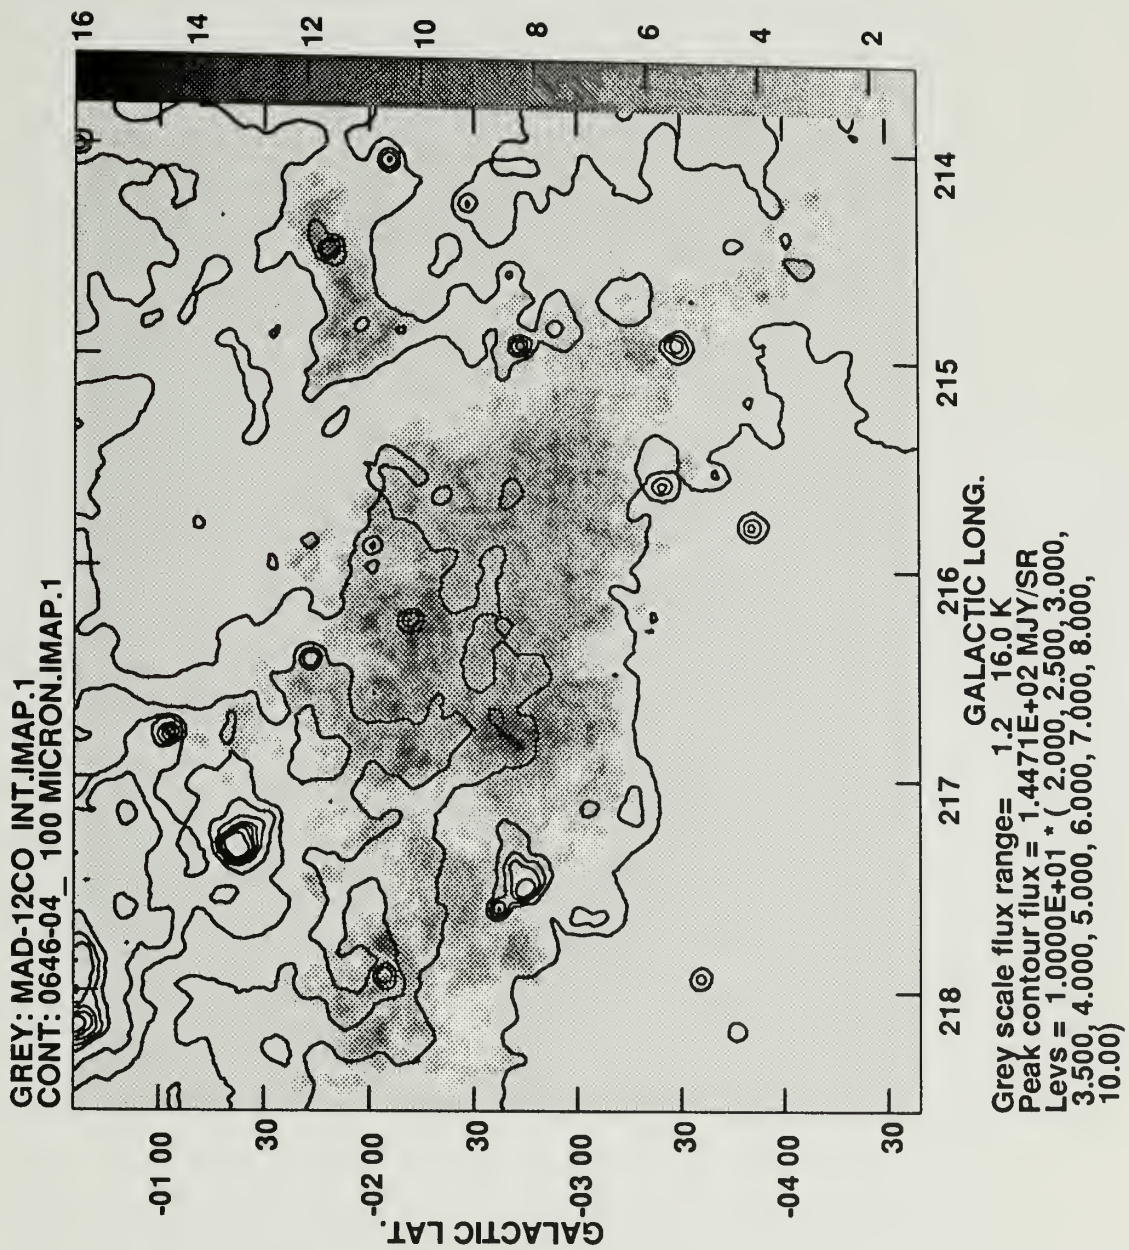 GREY: MAD-12CO INT.IMAP.1
CONT: 0646-04_ 100 MICRON.IMAP.1
16
14
12
10
8
6
4
2
-01 00
30
-02 00
30
-03 00
30
-04 00
30
GALACTIC LAT.
218
217
216
215
214
GALACTIC LONG.
Grey scale flux range= 1.2 16.0 K
Peak contour flux = 1.4471E+02 MJY/SR
Levs = 1.0000E+01 * ( 2.000, 2.500, 3.000,
3.500, 4.000, 5.000, 6.000, 7.000, 8.000,
10.00)